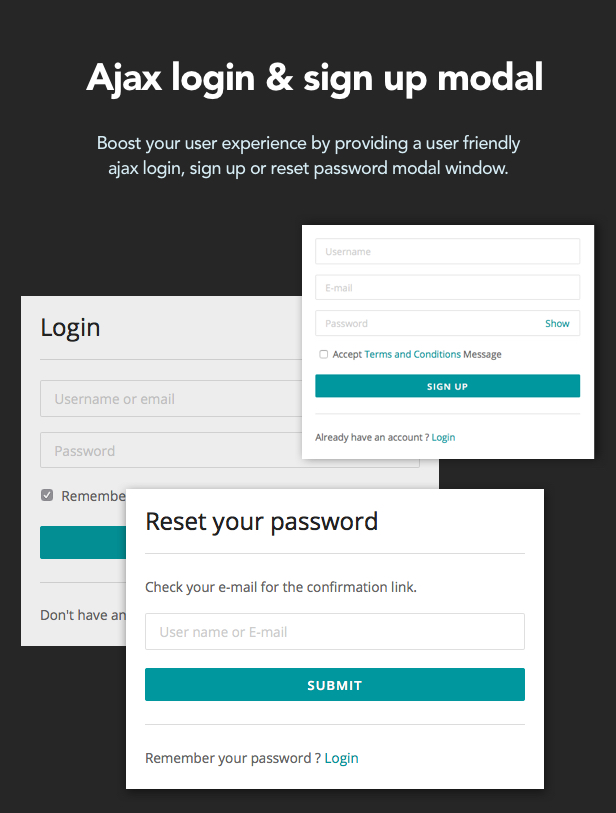 Ajax login & sign up modal
Boost your user experience by providing a user friendly
ajax login, sign up or reset password modal window.
Username
E-mail
Password Show
Accept Terms and Conditions Message
SIGN UP
Already have an account ? Login
Login
Username or email
Password
Remembe
Don't have an
Reset your password
Check your e-mail for the confirmation link.
User name or E-mail
SUBMIT
Remember your password ? Login